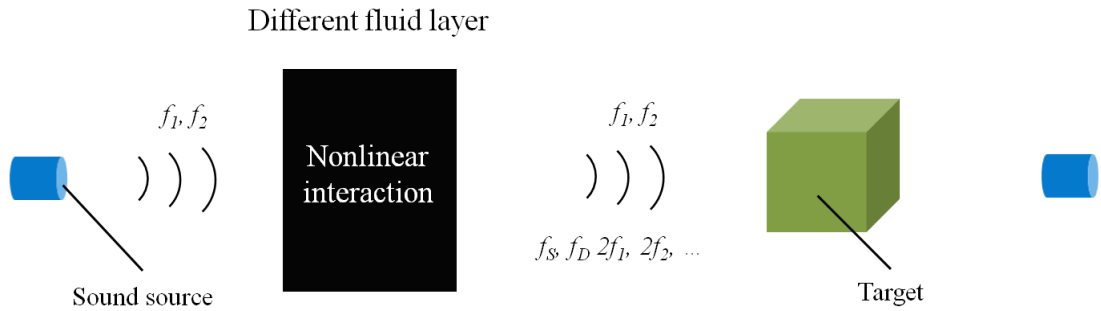 Different fluid layer
f1, f2
f1, f2
Nonlinear
interaction
fS, fD 2f1, 2f2, ...
Sound source
Target